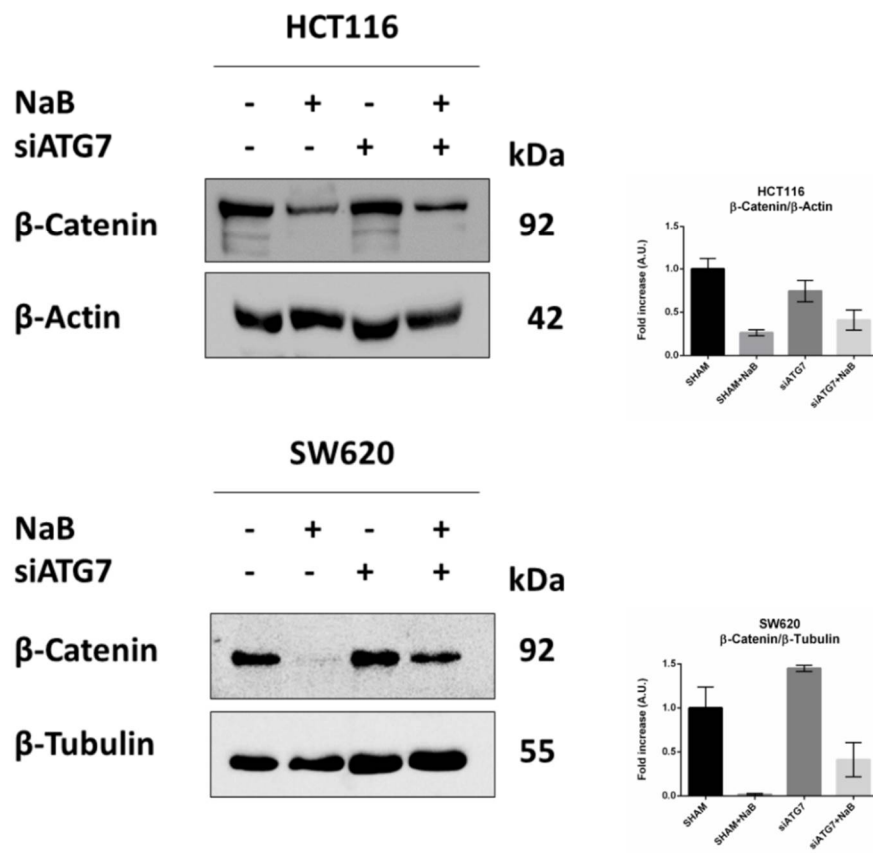 HCT116
NaB - + - +
siATG7 - - + +
kDa
β-Catenin 92
β-Actin 42
HCT116
β-Catenin/β-Actin
Fold increase (A.U.)
1.5
1.0
0.5
0.0
SHAM
SHAM+NaB
siATG7
siATG7+NaB
SW620
NaB - + - +
siATG7 - - + +
kDa
β-Catenin 92
β-Tubulin 55
SW620
β-Catenin/β-Tubulin
Fold increase (A.U.)
1.5
1.0
0.5
0.0
SHAM
SHAM+NaB
siATG7
siATG7+NaB